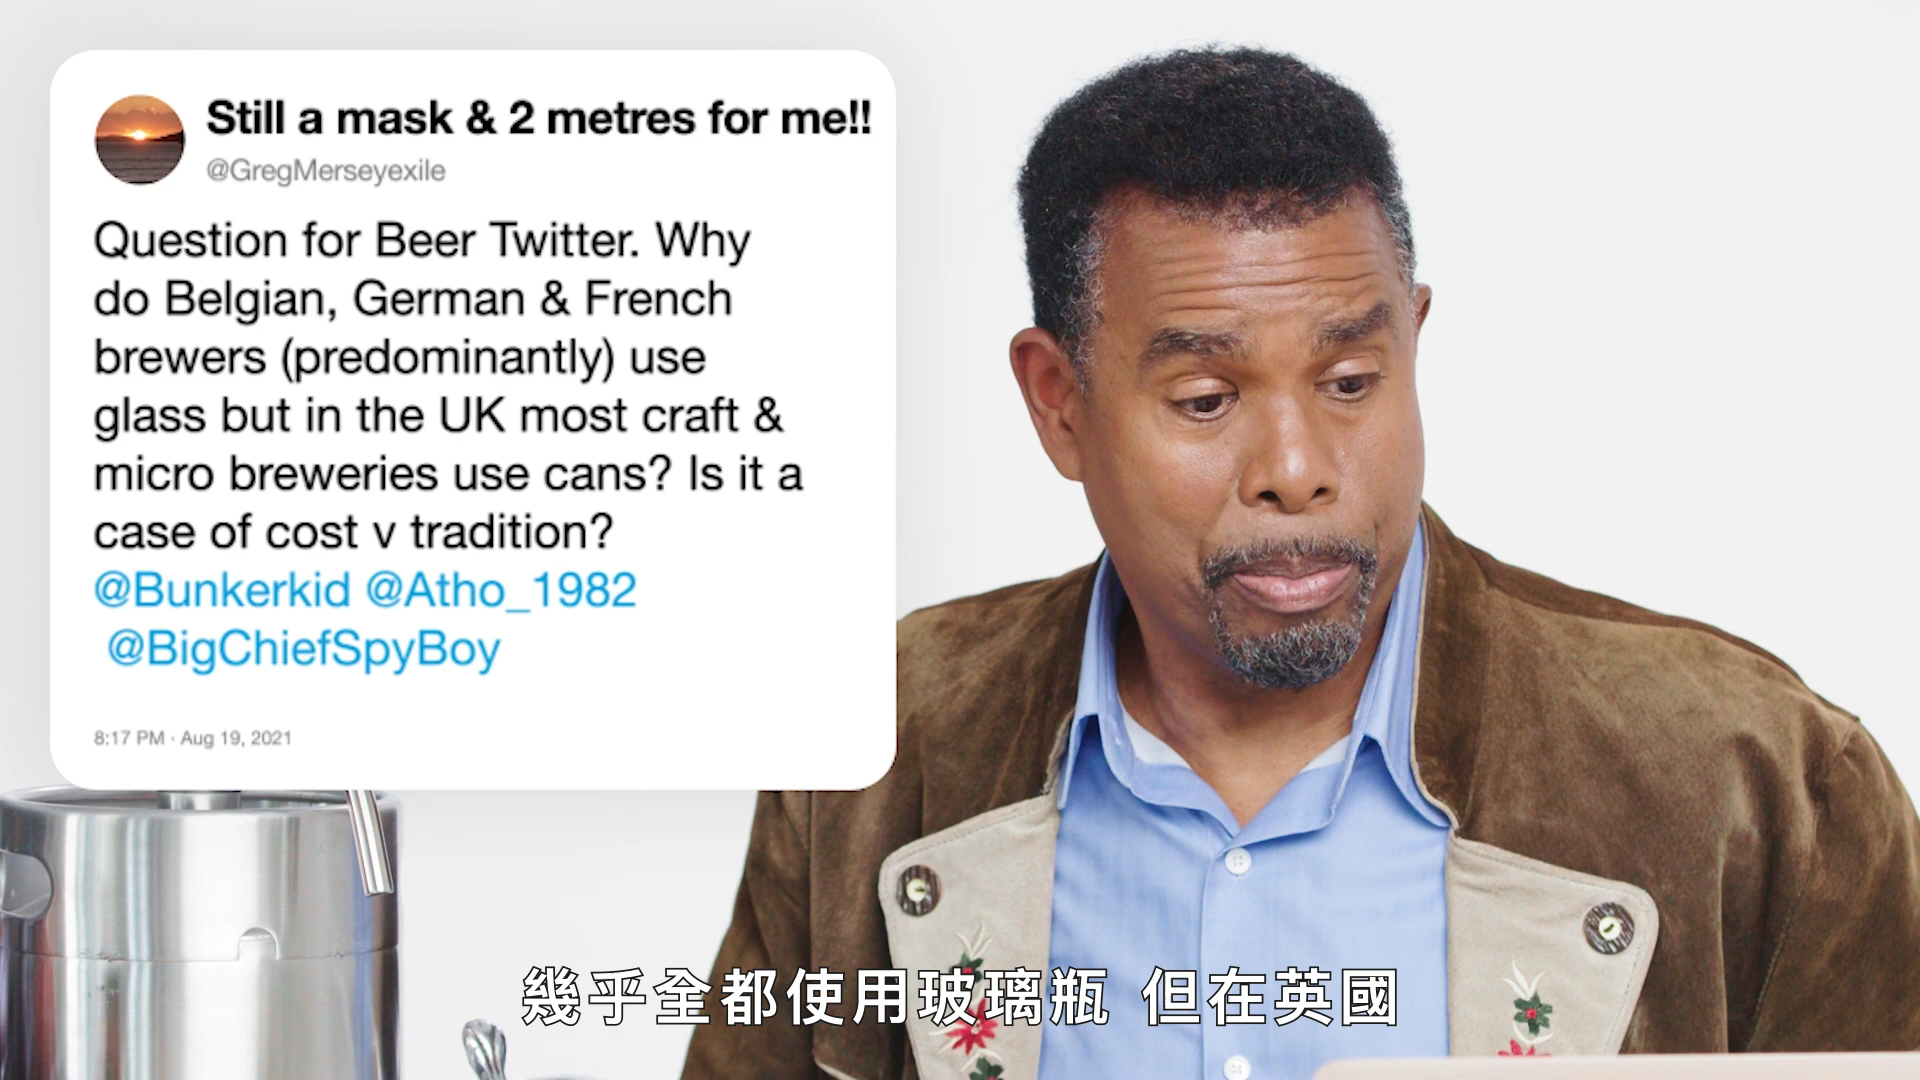 Still a mask & 2 metres for me!!
@GregMerseyexile
Question for Beer Twitter. Why
do Belgian, German & French
brewers (predominantly) use
glass but in the UK most craft &
micro breweries use cans? Is it a
case of cost v tradition?
@Bunkerkid @Atho_1982
@BigChiefSpyBoy
8:17 PM · Aug 19, 2021
幾乎全都使用玻璃瓶 但在英國